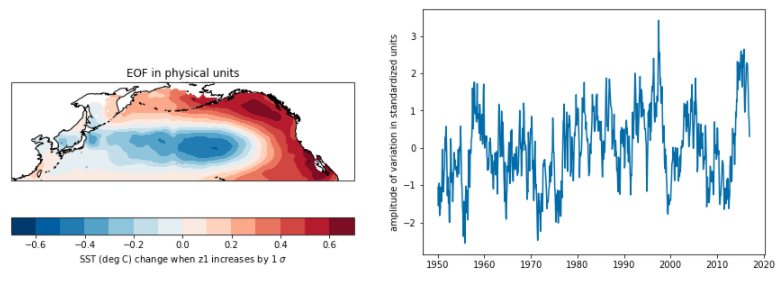 EOF in physical units
−0.6 −0.4 −0.2 0.0 0.2 0.4 0.6
SST (deg C) change when z1 increases by 1 σ
amplitude of variation in standardized units
3
2
1
0
−1
−2
1950 1960 1970 1980 1990 2000 2010 2020